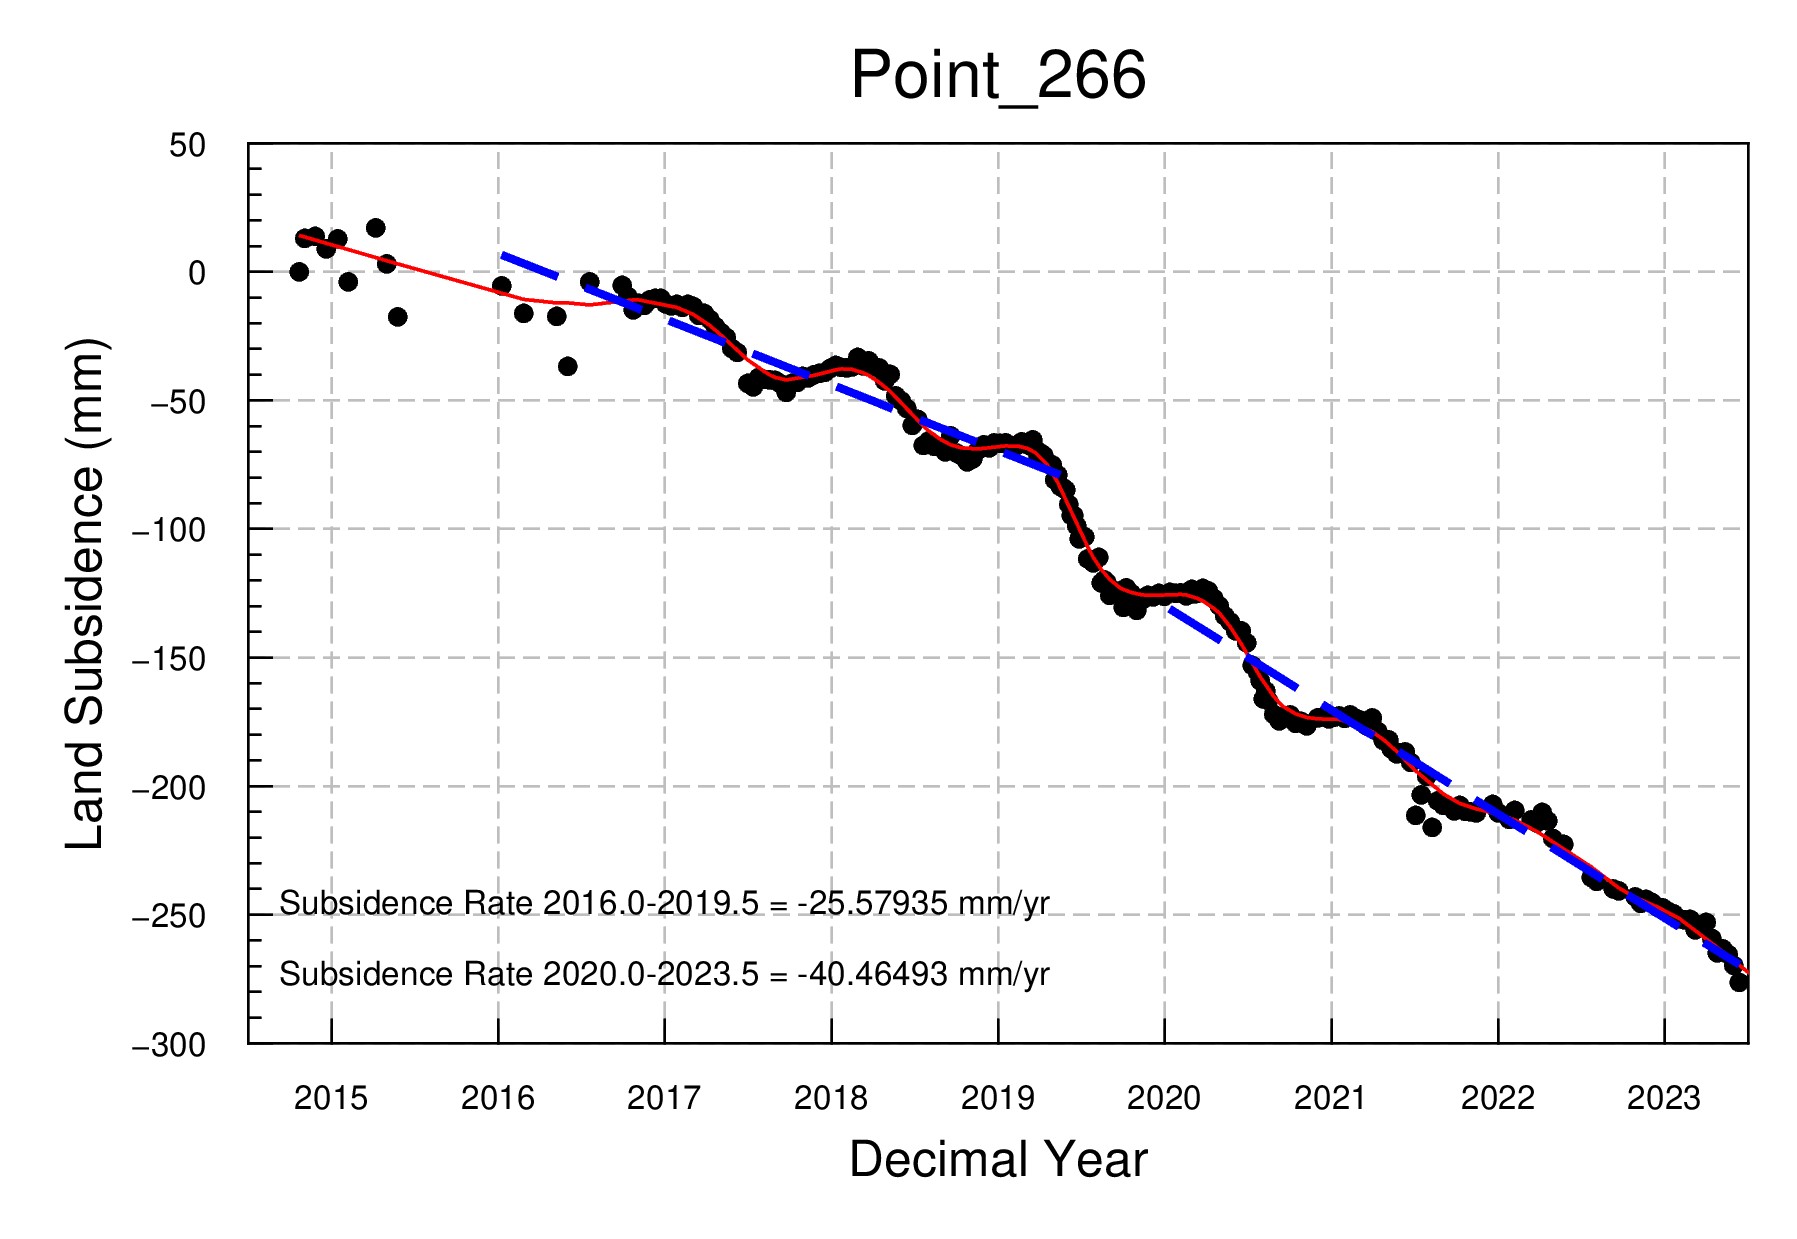 Point_266
50
0
−50
−100
−150
−200
−250
−300
Land Subsidence (mm)
Subsidence Rate 2016.0-2019.5 = -25.57935 mm/yr
Subsidence Rate 2020.0-2023.5 = -40.46493 mm/yr
2015 2016 2017 2018 2019 2020 2021 2022 2023
Decimal Year